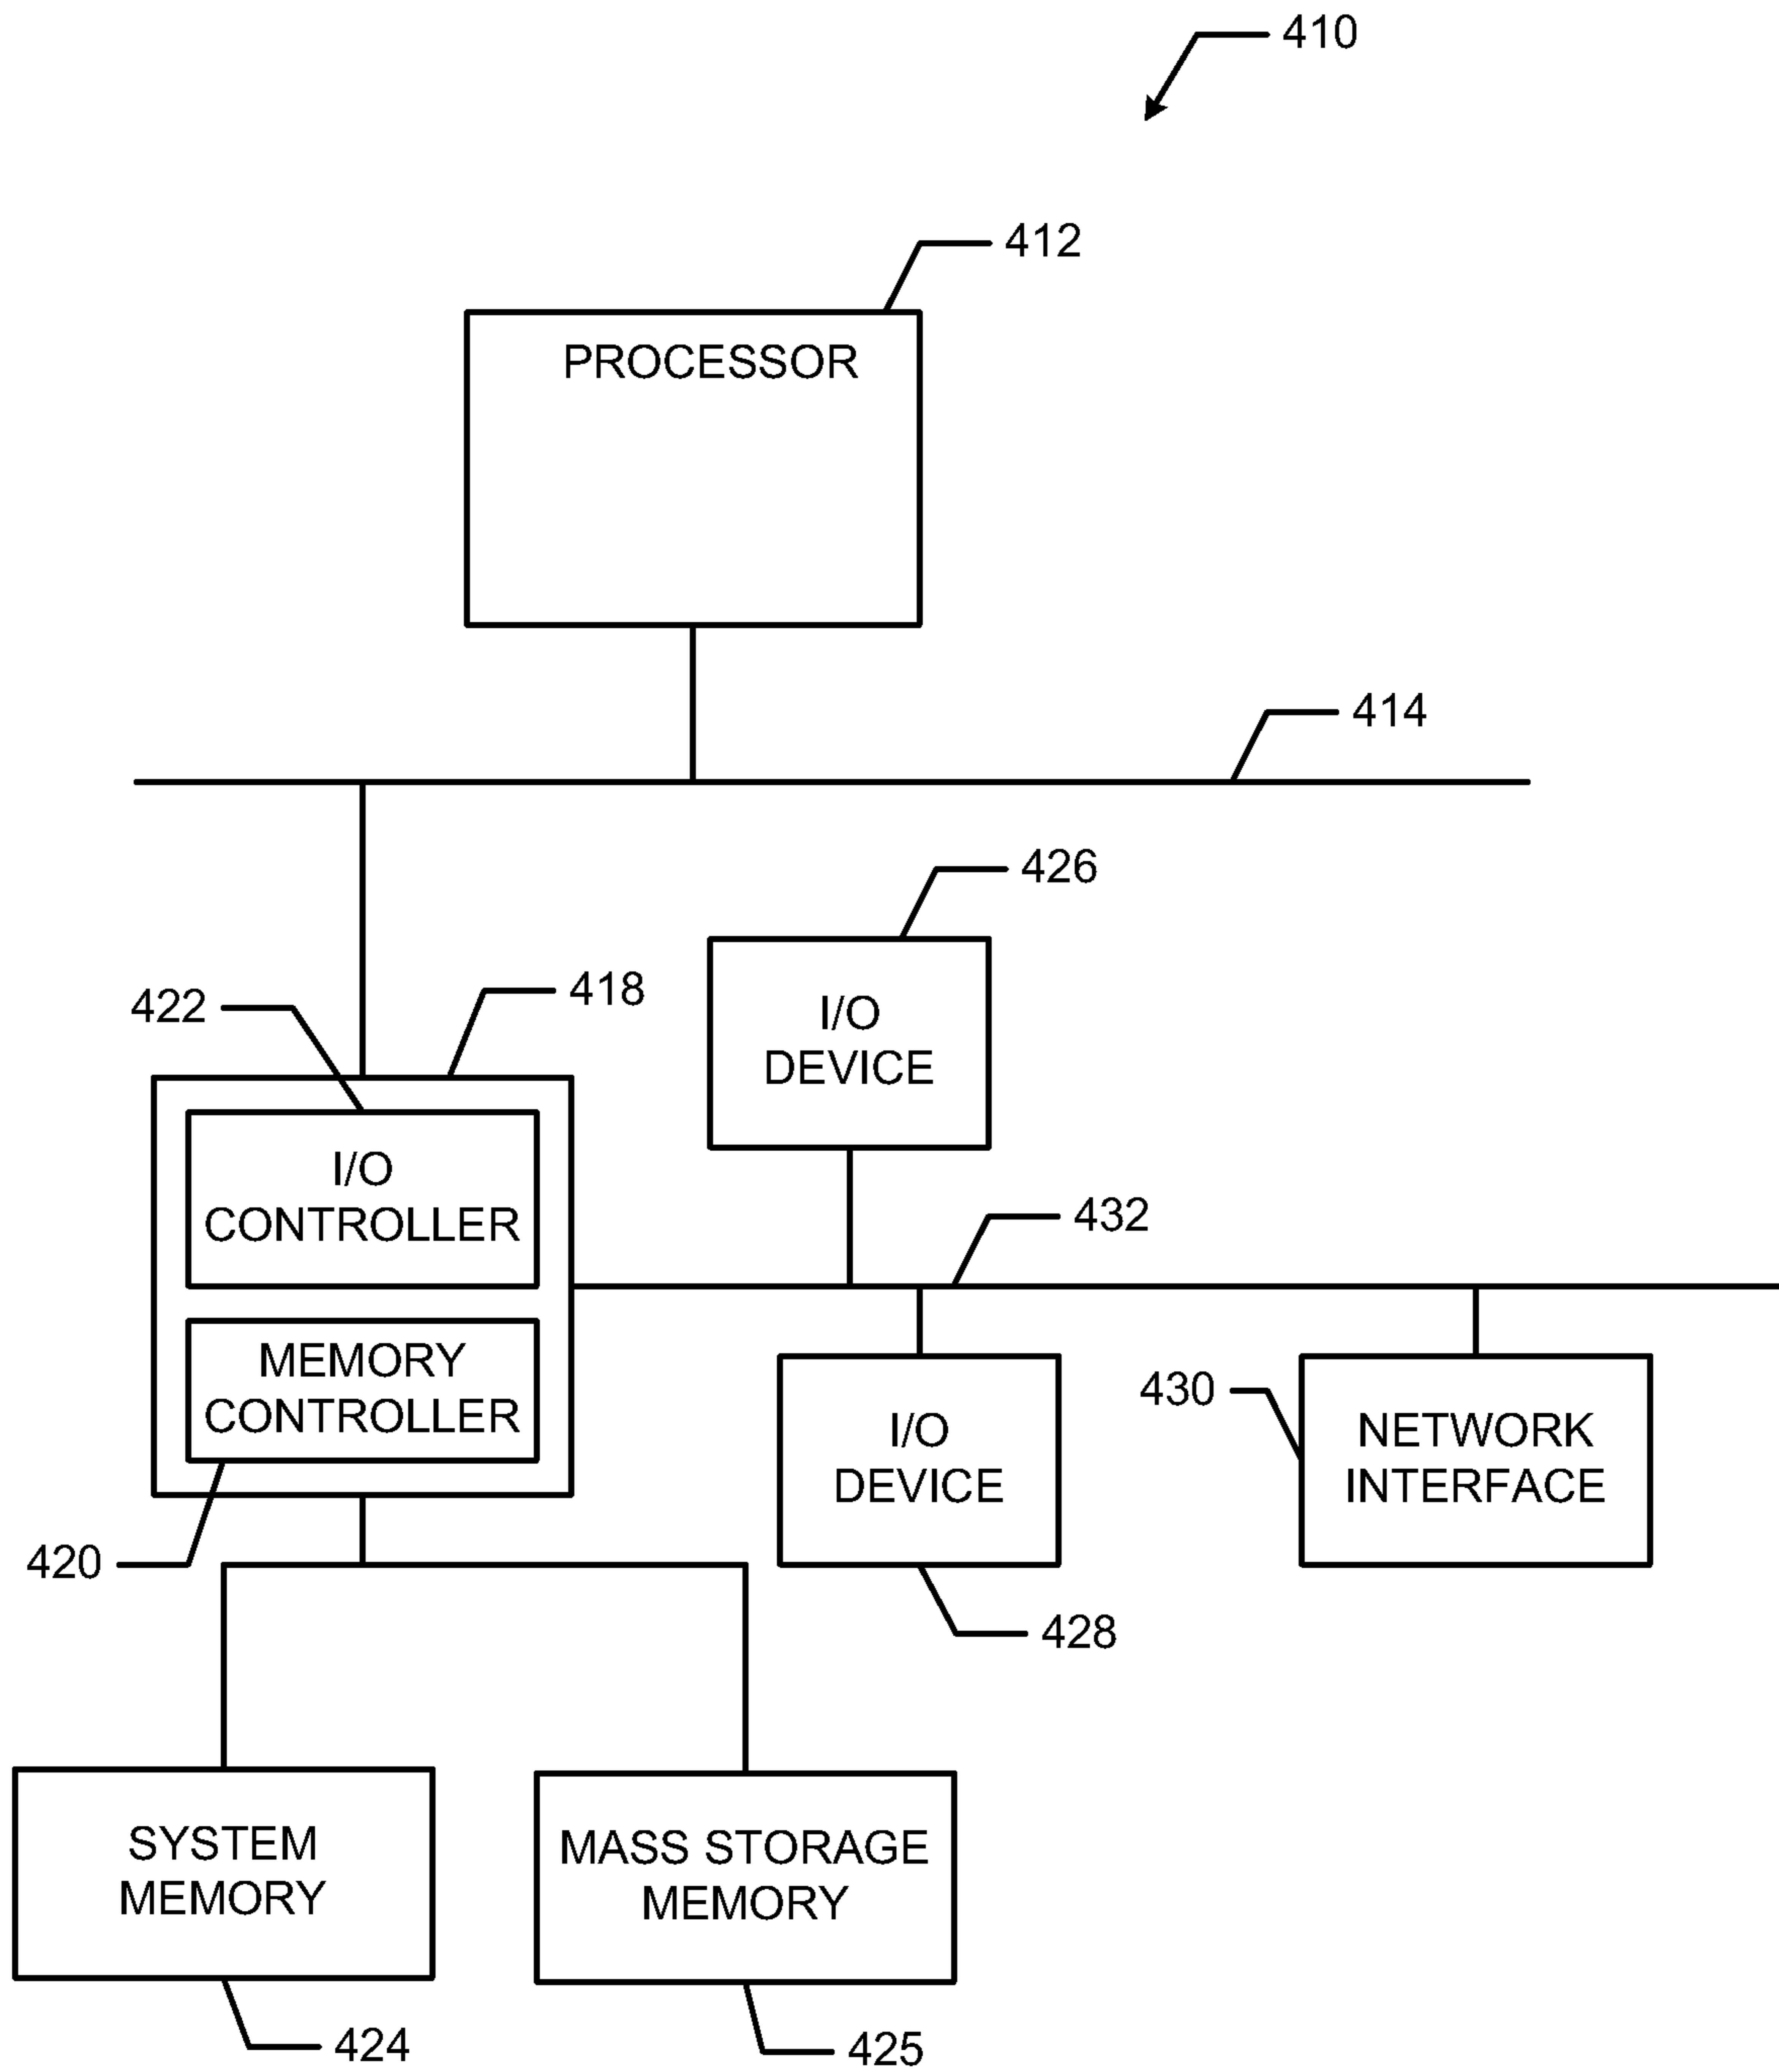 410
412
PROCESSOR
414
426
418
422
I/O
DEVICE
I/O
CONTROLLER
432
MEMORY
CONTROLLER
430
I/O
DEVICE
NETWORK
INTERFACE
420
428
SYSTEM
MEMORY
MASS STORAGE
MEMORY
424
425